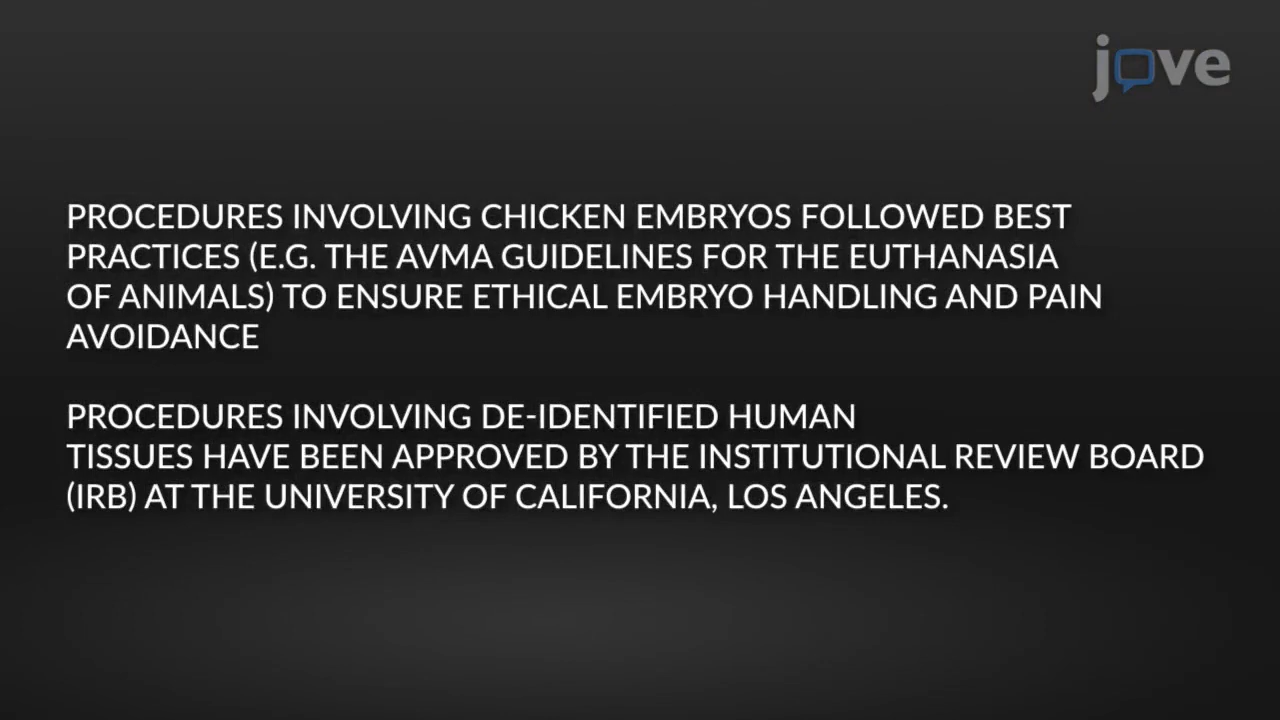 jove
PROCEDURES INVOLVING CHICKEN EMBRYOS FOLLOWED BEST
PRACTICES (E.G. THE AVMA GUIDELINES FOR THE EUTHANASIA
OF ANIMALS) TO ENSURE ETHICAL EMBRYO HANDLING AND PAIN
AVOIDANCE
PROCEDURES INVOLVING DE-IDENTIFIED HUMAN
TISSUES HAVE BEEN APPROVED BY THE INSTITUTIONAL REVIEW BOARD
(IRB) AT THE UNIVERSITY OF CALIFORNIA, LOS ANGELES.